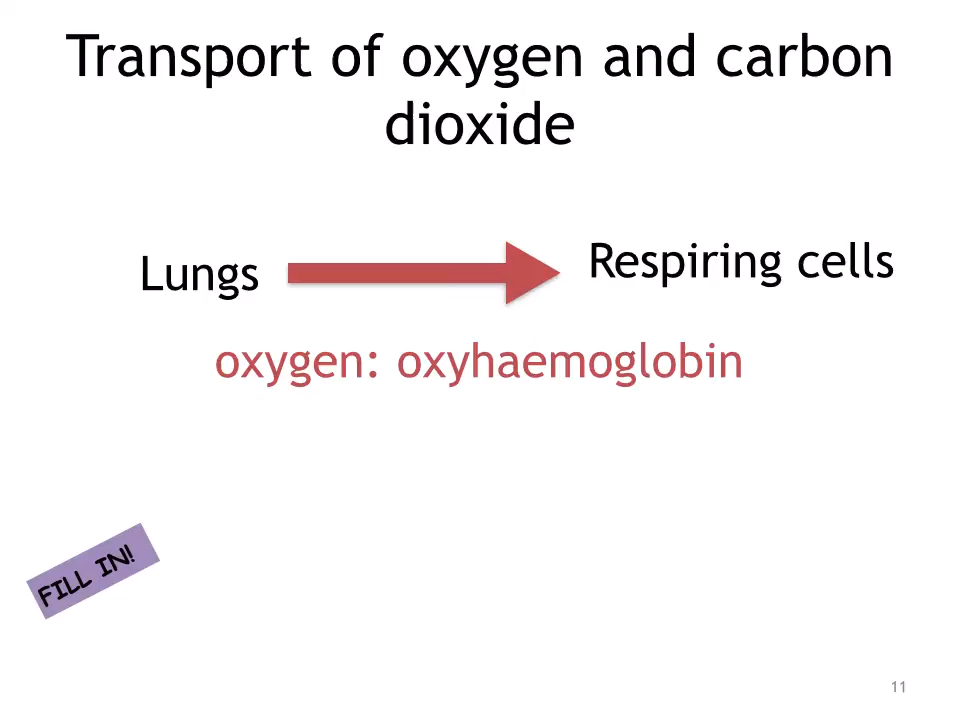 Transport of oxygen and carbon
dioxide
Lungs
Respiring cells
oxygen: oxyhaemoglobin
FILL IN!
11